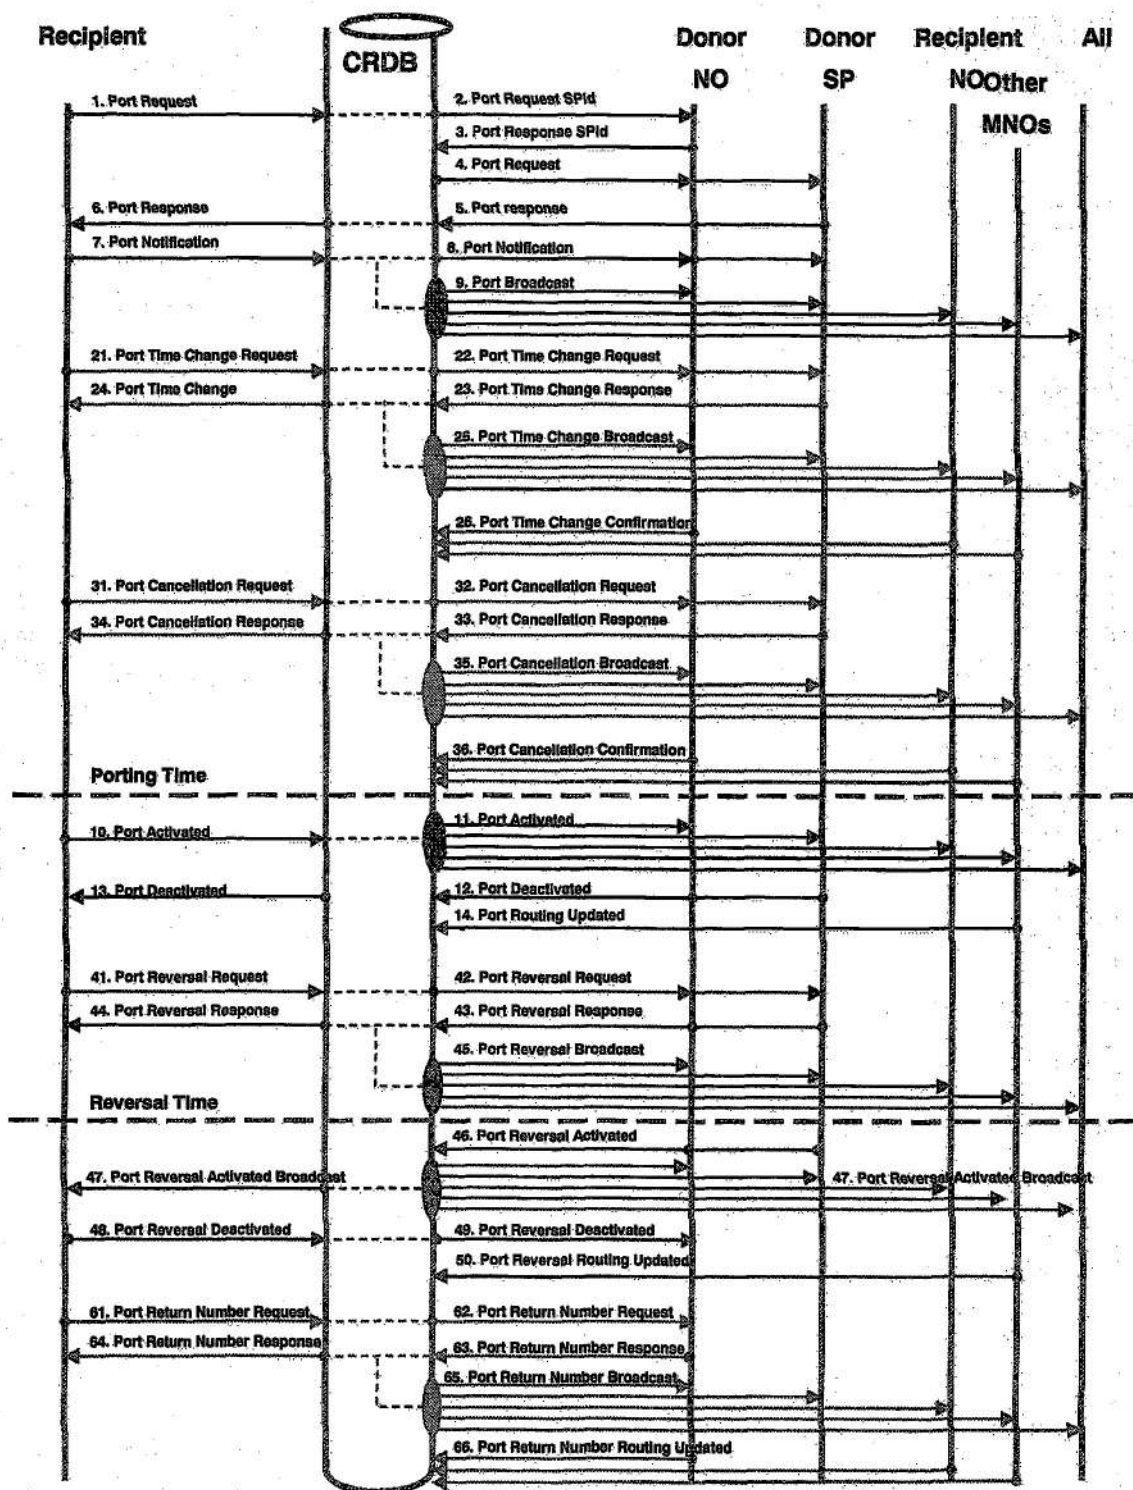 Recipient
CRDB
Donor
NO
Donor
SP
Recipient
NO
Other
MNOs
All
1. Port Request
2. Port Request SPid
3. Port Response SPid
4. Port Request
6. Port Response
5. Port response
7. Port Notification
8. Port Notification
9. Port Broadcast
21. Port Time Change Request
22. Port Time Change Request
24. Port Time Change
23. Port Time Change Response
25. Port Time Change Broadcast
26. Port Time Change Confirmation
31. Port Cancellation Request
32. Port Cancellation Request
34. Port Cancellation Response
33. Port Cancellation Response
35. Port Cancellation Broadcast
36. Port Cancellation Confirmation
Porting Time
10. Port Activated
11. Port Activated
13. Port Deactivated
12. Port Deactivated
14. Port Routing Updated
41. Port Reversal Request
42. Port Reversal Request
44. Port Reversal Response
43. Port Reversal Response
45. Port Reversal Broadcast
Reversal Time
46. Port Reversal Activated
47. Port Reversal Activated Broadcast
47. Port Reversal Activated Broadcast
48. Port Reversal Deactivated
49. Port Reversal Deactivated
50. Port Reversal Routing Updated
61. Port Return Number Request
62. Port Return Number Request
64. Port Return Number Response
63. Port Return Number Response
65. Port Return Number Broadcast
66. Port Return Number Routing Updated